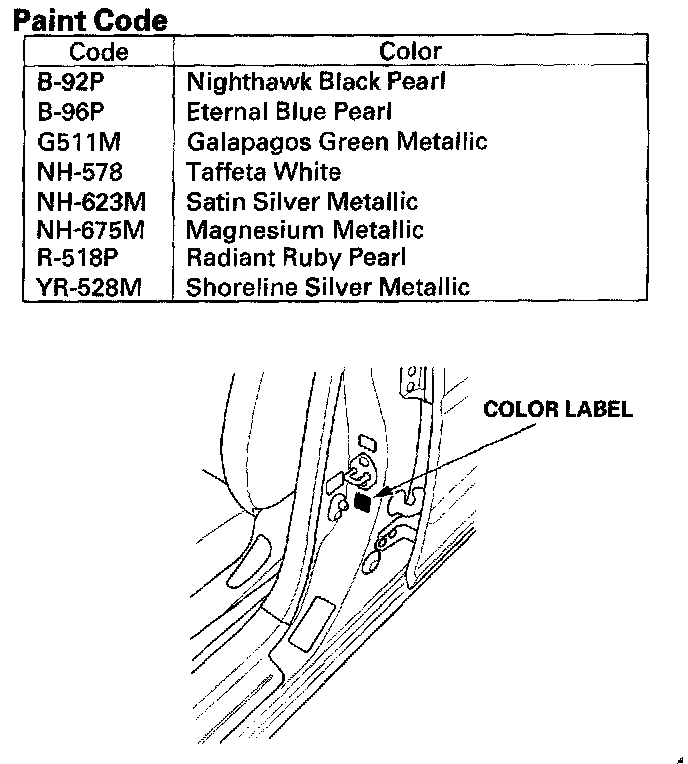 Paint Code
Code Color
B-92P Nighthawk Black Pearl
B-96P Eternal Blue Pearl
G511M Galapagos Green Metallic
NH-578 Taffeta White
NH-623M Satin Silver Metallic
NH-675M Magnesium Metallic
R-518P Radiant Ruby Pearl
YR-528M Shoreline Silver Metallic
COLOR LABEL